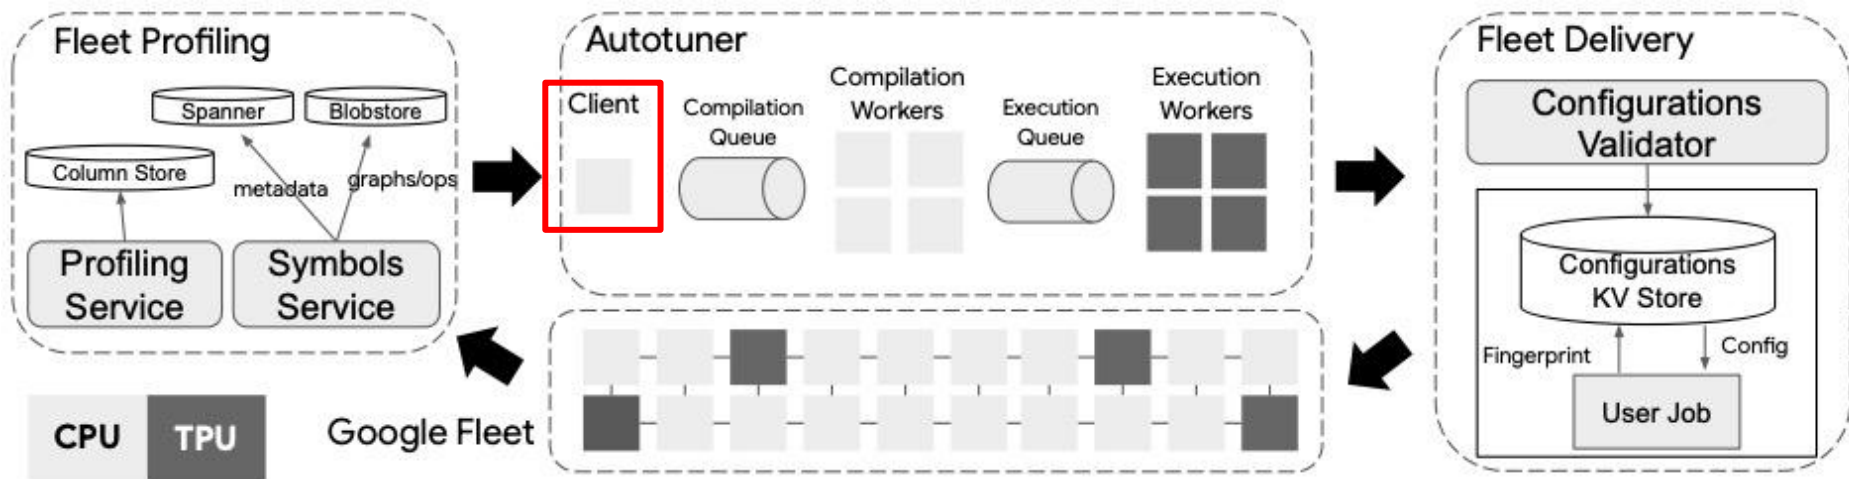 Fleet Profiling
Spanner
Blobstore
Column Store
metadata
graphs/ops
Profiling
Service
Symbols
Service
Autotuner
Client
Compilation
Queue
Compilation
Workers
Execution
Queue
Execution
Workers
Fleet Delivery
Configurations
Validator
Configurations
KV Store
Fingerprint
Config
User Job
CPU
TPU
Google Fleet